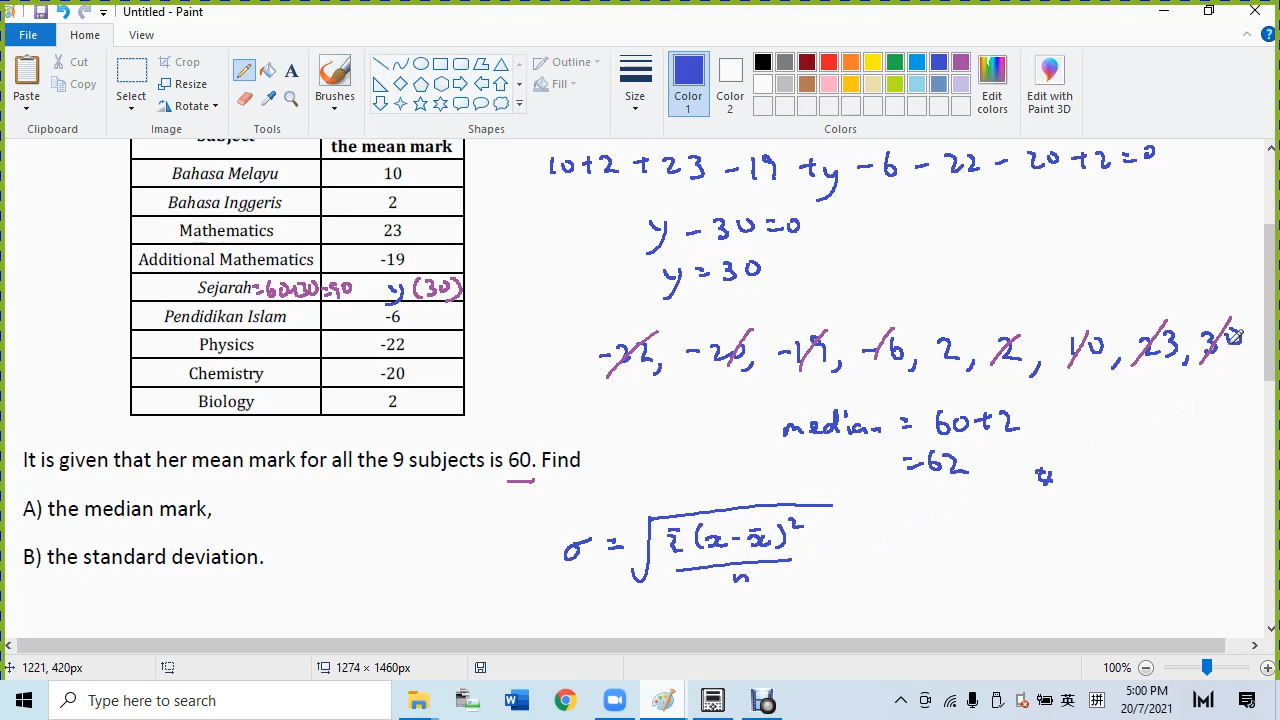 Untitled - Paint
File Home View
Paste Cut Copy Select Crop Resize Rotate A Brushes Outline Fill Size Color 1 Color 2 Edit colors Edit with Paint 3D
Clipboard Image Tools Shapes Colors
the mean mark
Bahasa Melayu 10
Bahasa Inggeris 2
Mathematics 23
Additional Mathematics -19
Sejarah =60+30=90 y (30)
Pendidikan Islam -6
Physics -22
Chemistry -20
Biology 2
It is given that her mean mark for all the 9 subjects is 60. Find
A) the median mark,
B) the standard deviation.
10+2+23-19+y-6-22-20+2=0
y-30=0
y=30
-22, -20, -19, -6, 2, 2, 10, 23, 30
median = 60+2
=62
σ = √(Σ(x-x̄)²/n)
1221, 420px 1274 × 1460px 100%
Type here to search
英 拼 5:00 PM
20/7/2021